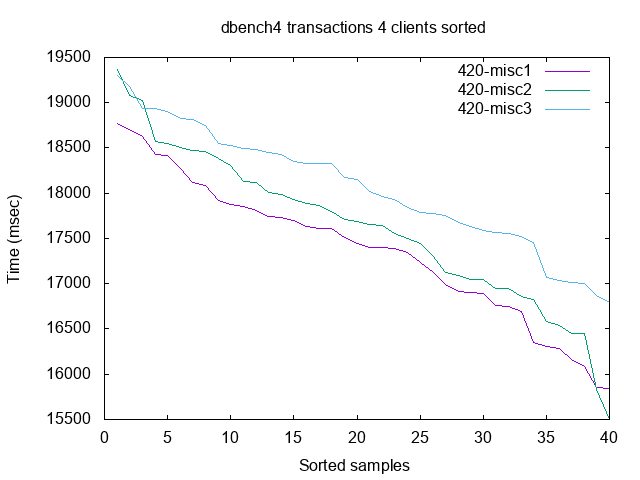 dbench4 transactions 4 clients sorted
19500
19000
18500
18000
17500
17000
16500
16000
15500
0 5 10 15 20 25 30 35 40
Time (msec)
Sorted samples
420-misc1
420-misc2
420-misc3